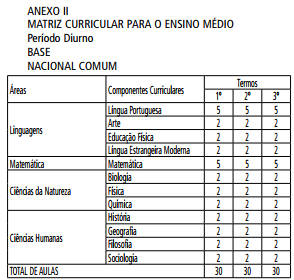 ANEXO II
MATRIZ CURRICULAR PARA O ENSINO MÉDIO
Período Diurno
BASE
NACIONAL COMUM
Áreas Componentes Curriculares Termos
1º 2º 3º
Linguagens Língua Portuguesa 5 5 5
Arte 2 2 2
Educação Física 2 2 2
Língua Estrangeira Moderna 2 2 2
Matemática Matemática 5 5 5
Ciências da Natureza Biologia 2 2 2
Física 2 2 2
Química 2 2 2
Ciências Humanas História 2 2 2
Geografia 2 2 2
Filosofia 2 2 2
Sociologia 2 2 2
TOTAL DE AULAS 30 30 30